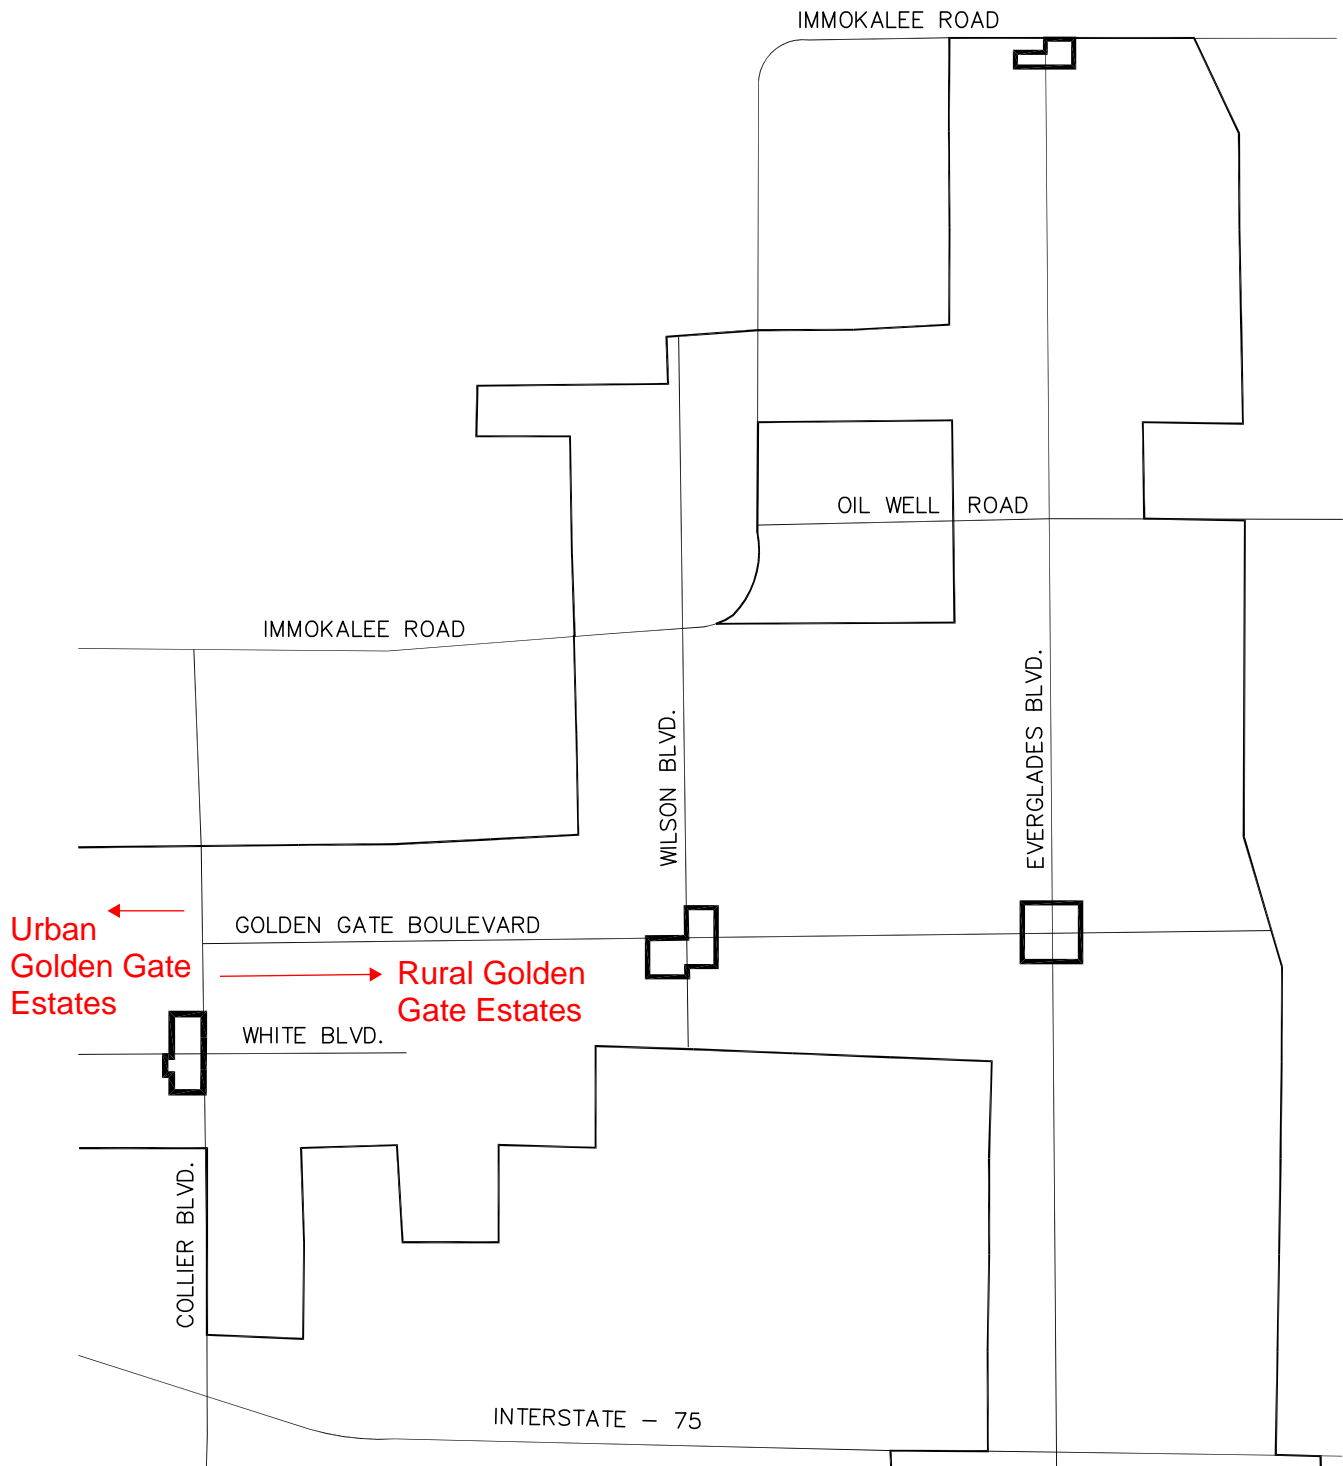 IMMOKALEE ROAD
OIL WELL ROAD
IMMOKALEE ROAD
EVERGLADES BLVD.
WILSON BLVD.
Urban
Golden Gate
Estates
GOLDEN GATE BOULEVARD
Rural Golden
Gate Estates
WHITE BLVD.
COLLIER BLVD.
INTERSTATE - 75